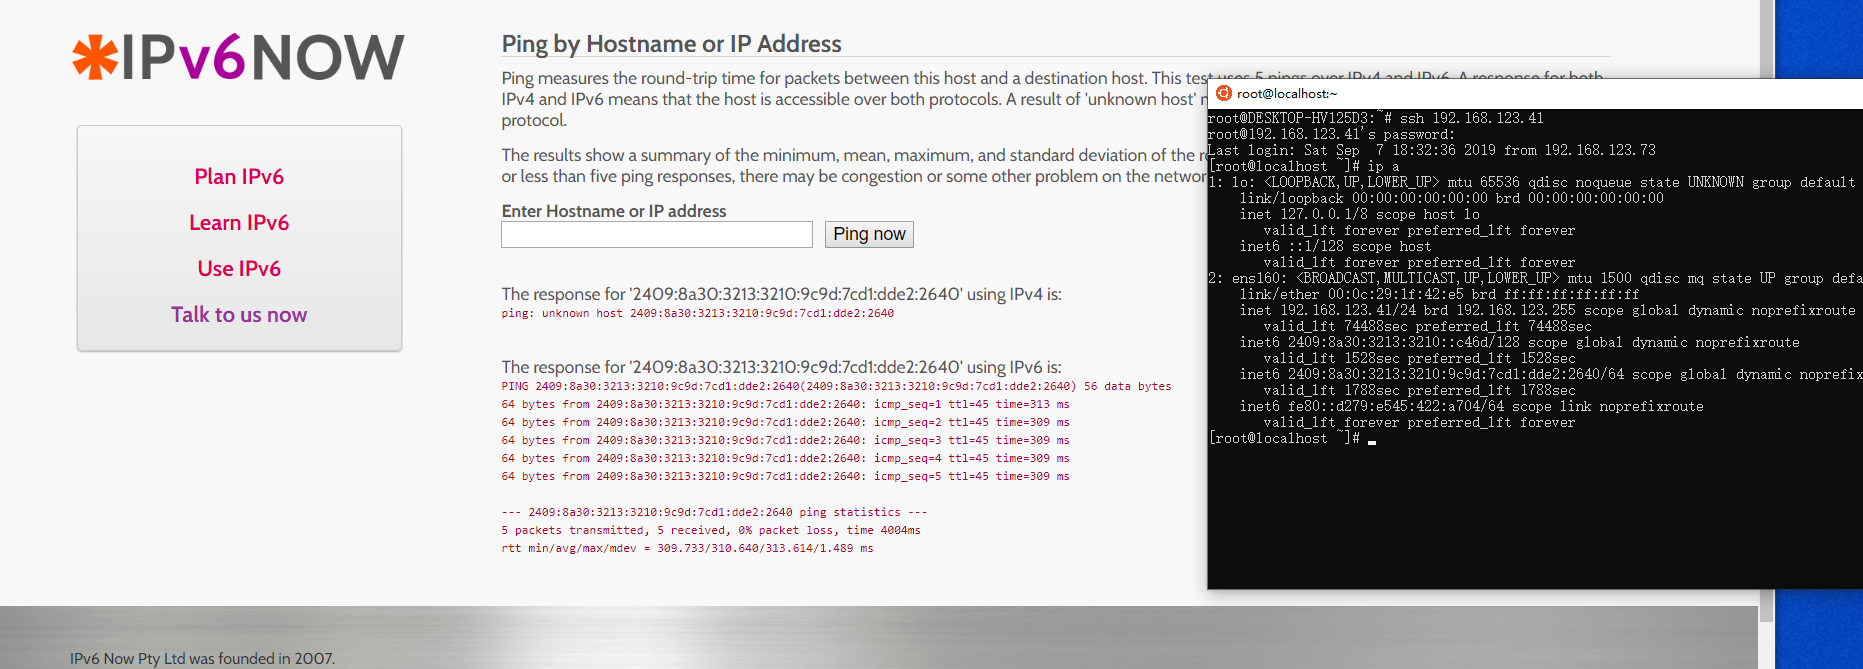 *IPv6NOW
Plan IPv6
Learn IPv6
Use IPv6
Talk to us now
Ping by Hostname or IP Address
Ping measures the round-trip time for packets between this host and a destination host. This test uses 5 pings over IPv4 and IPv6. A response for both
IPv4 and IPv6 means that the host is accessible over both protocols. A result of 'unknown host'
protocol.
The results show a summary of the minimum, mean, maximum, and standard deviation of the
or less than five ping responses, there may be congestion or some other problem on the networ
Enter Hostname or IP address
Ping now
The response for '2409:8a30:3213:3210:9c9d:7cd1:dde2:2640' using IPv4 is:
ping: unknown host 2409:8a30:3213:3210:9c9d:7cd1:dde2:2640
The response for '2409:8a30:3213:3210:9c9d:7cd1:dde2:2640' using IPv6 is:
PING 2409:8a30:3213:3210:9c9d:7cd1:dde2:2640(2409:8a30:3213:3210:9c9d:7cd1:dde2:2640) 56 data bytes
64 bytes from 2409:8a30:3213:3210:9c9d:7cd1:dde2:2640: icmp_seq=1 ttl=45 time=313 ms
64 bytes from 2409:8a30:3213:3210:9c9d:7cd1:dde2:2640: icmp_seq=2 ttl=45 time=309 ms
64 bytes from 2409:8a30:3213:3210:9c9d:7cd1:dde2:2640: icmp_seq=3 ttl=45 time=309 ms
64 bytes from 2409:8a30:3213:3210:9c9d:7cd1:dde2:2640: icmp_seq=4 ttl=45 time=309 ms
64 bytes from 2409:8a30:3213:3210:9c9d:7cd1:dde2:2640: icmp_seq=5 ttl=45 time=309 ms
--- 2409:8a30:3213:3210:9c9d:7cd1:dde2:2640 ping statistics ---
5 packets transmitted, 5 received, 0% packet loss, time 4004ms
rtt min/avg/max/mdev = 309.733/310.640/313.614/1.489 ms
IPv6 Now Pty Ltd was founded in 2007.
root@localhost:~
root@DESKTOP-HV125D3:~# ssh 192.168.123.41
root@192.168.123.41's password:
Last login: Sat Sep  7 18:32:36 2019 from 192.168.123.73
[root@localhost ~]# ip a
1: lo: <LOOPBACK,UP,LOWER_UP> mtu 65536 qdisc noqueue state UNKNOWN group default
link/loopback 00:00:00:00:00:00 brd 00:00:00:00:00:00
inet 127.0.0.1/8 scope host lo
valid_lft forever preferred_lft forever
inet6 ::1/128 scope host
valid_lft forever preferred_lft forever
2: ens160: <BROADCAST,MULTICAST,UP,LOWER_UP> mtu 1500 qdisc mq state UP group defa
link/ether 00:0c:29:1f:42:e5 brd ff:ff:ff:ff:ff:ff
inet 192.168.123.41/24 brd 192.168.123.255 scope global dynamic noprefixroute
valid_lft 74488sec preferred_lft 74488sec
inet6 2409:8a30:3213:3210::c46d/128 scope global dynamic noprefixroute
valid_lft 1528sec preferred_lft 1528sec
inet6 2409:8a30:3213:3210:9c9d:7cd1:dde2:2640/64 scope global dynamic noprefix
valid_lft 1788sec preferred_lft 1788sec
inet6 fe80::d279:e545:422:a704/64 scope link noprefixroute
valid_lft forever preferred_lft forever
[root@localhost ~]#